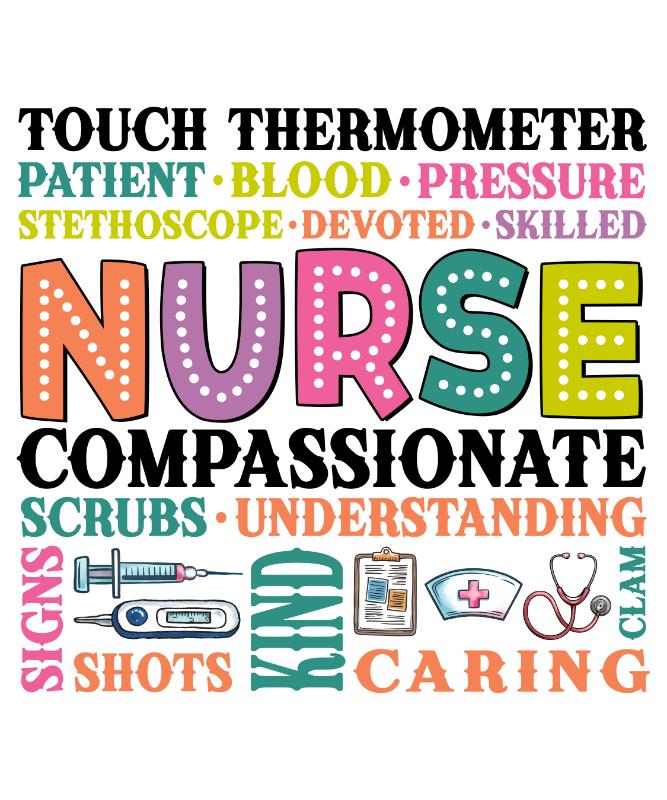 TOUCH THERMOMETER
PATIENT • BLOOD • PRESSURE
STETHOSCOPE • DEVOTED • SKILLED
NURSE
COMPASSIONATE
SCRUBS • UNDERSTANDING
SIGNS
SHOTS
KIND
CARING
CLAM